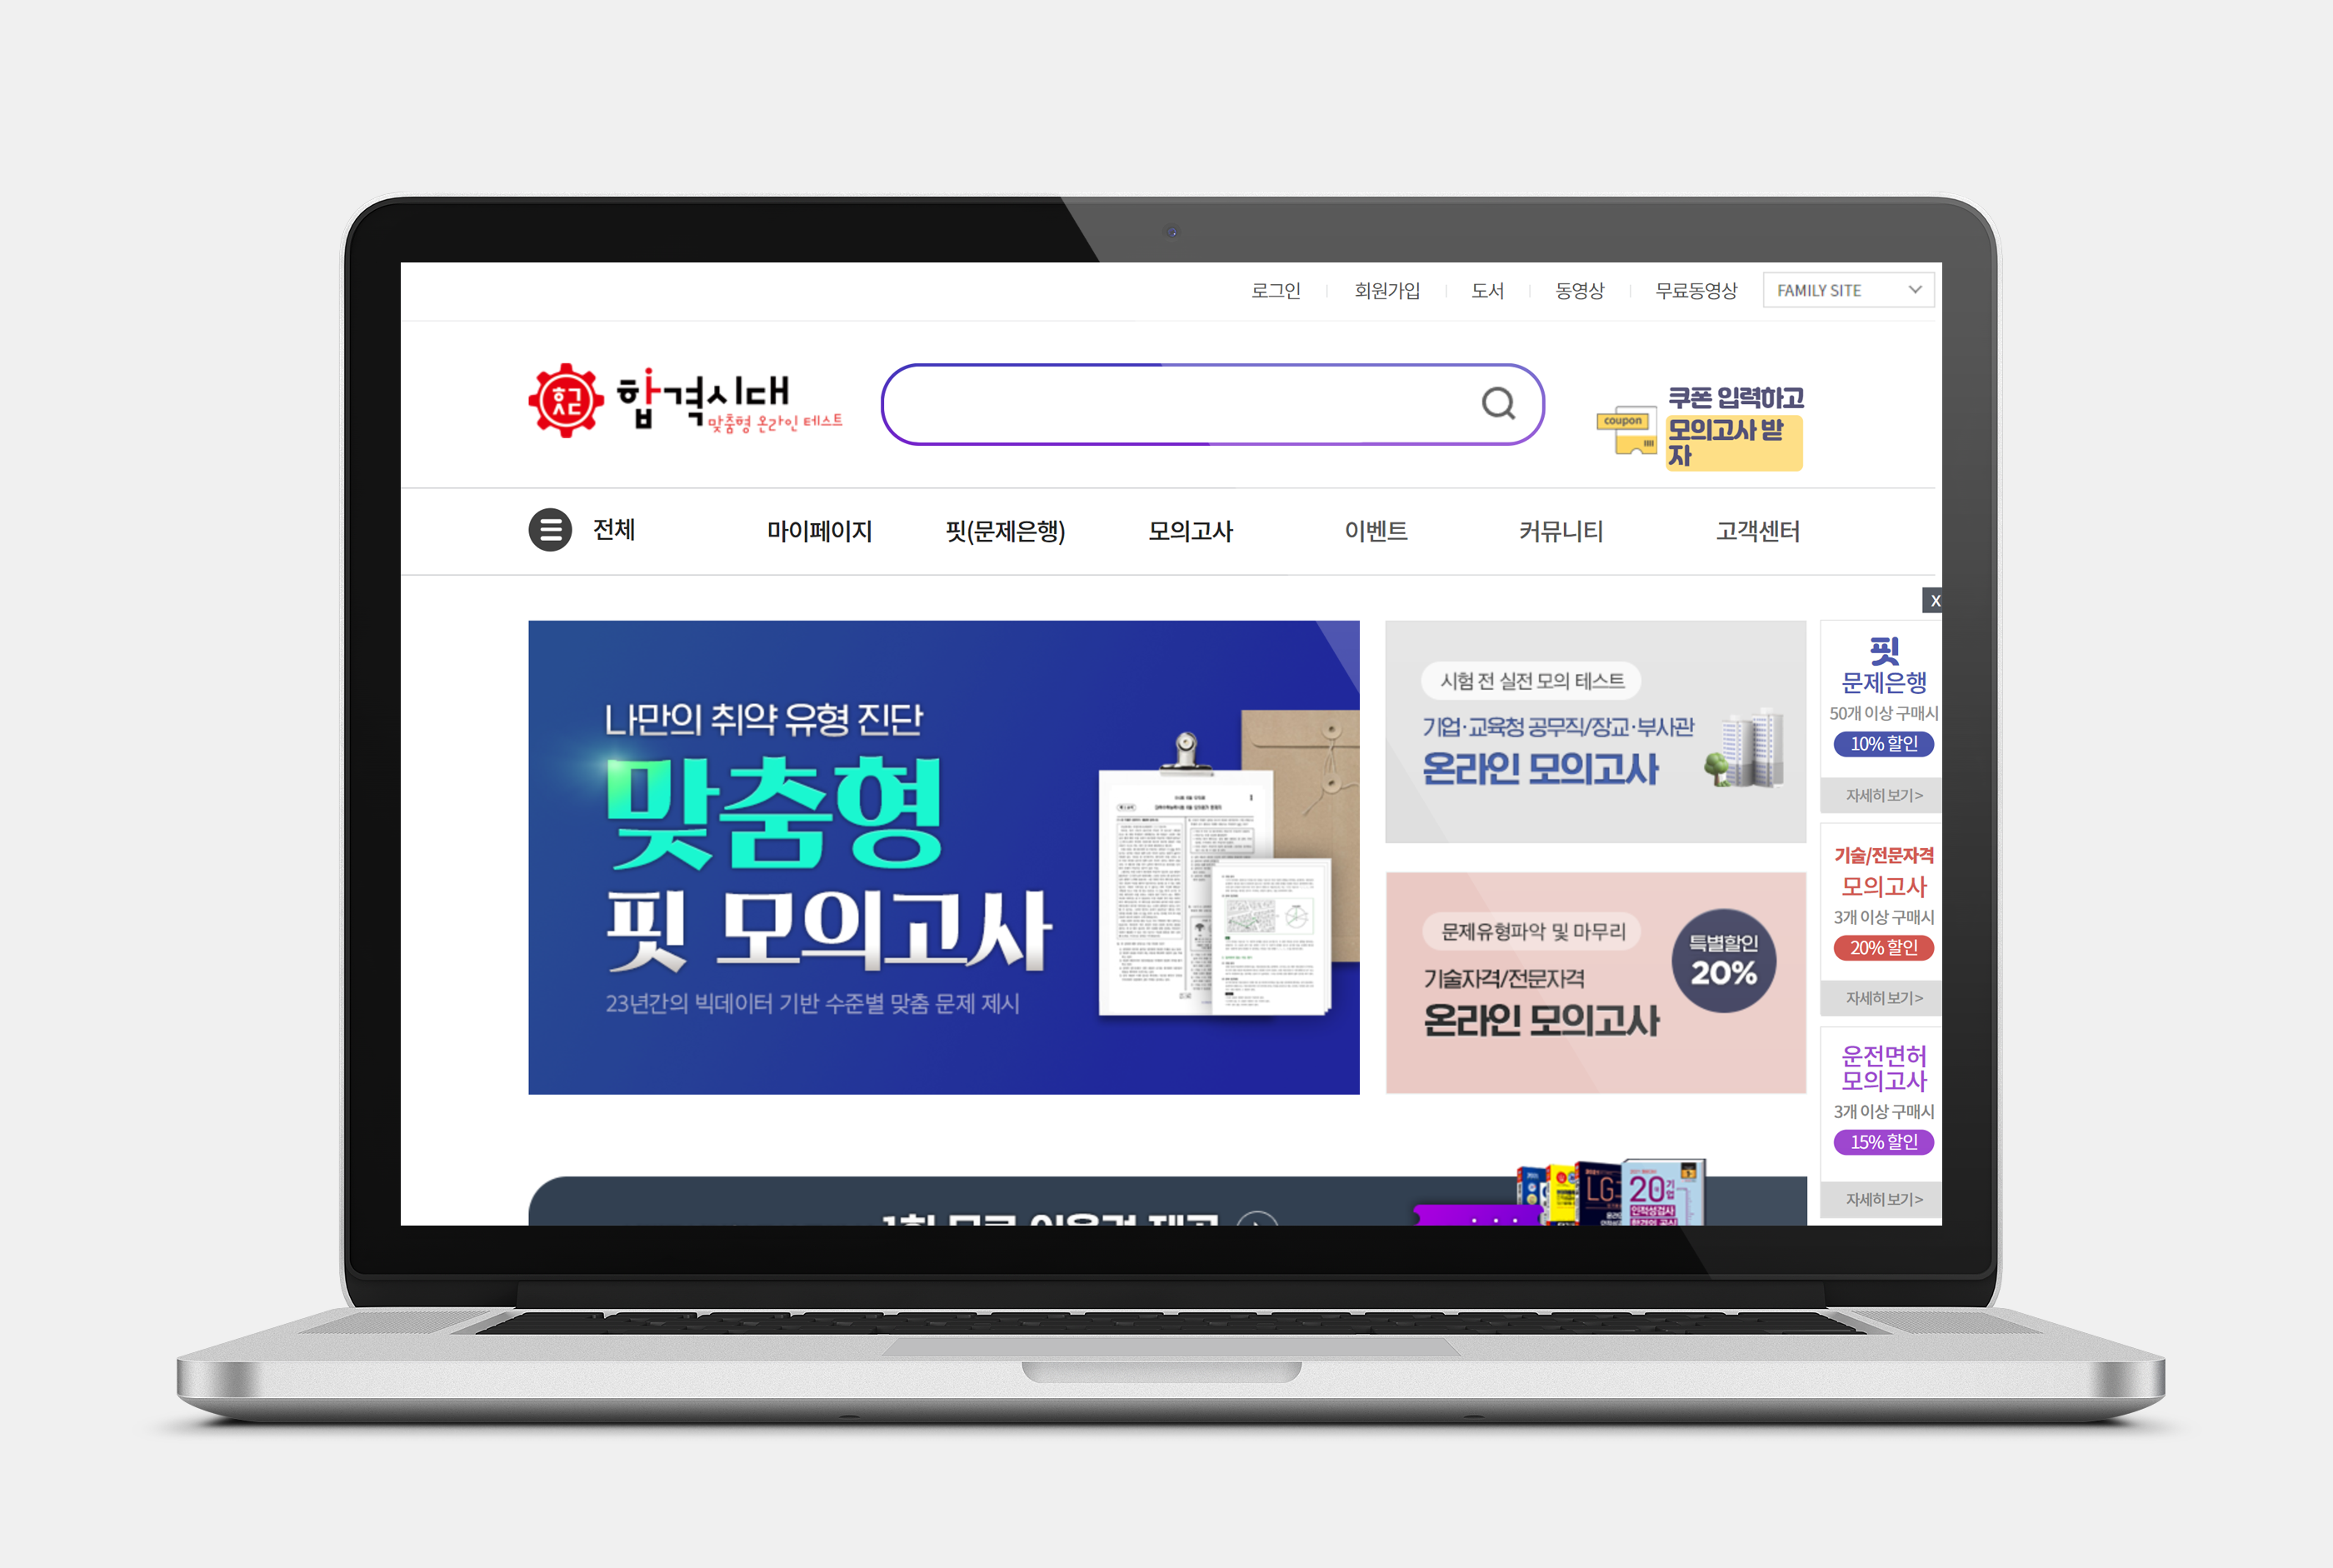 로그인
회원가입
도서
동영상
무료동영상
FAMILY SITE
합격시대
맞춤형 온라인 테스트
coupon
쿠폰 입력하고
모의고사 받
자
전체
마이페이지
핏(문제은행)
모의고사
이벤트
커뮤니티
고객센터
X
나만의 취약 유형 진단
맞춤형
핏 모의고사
23년간의 빅데이터 기반 수준별 맞춤 문제 제시
시험 전 실전 모의 테스트
기업·교육청 공무직/장교·부사관
온라인 모의고사
문제유형파악 및 마무리
기술자격/전문자격
온라인 모의고사
특별할인
20%
핏
문제은행
50개 이상 구매시
10% 할인
자세히 보기 >
기술/전문자격
모의고사
3개 이상 구매시
20% 할인
자세히 보기 >
운전면허
모의고사
3개 이상 구매시
15% 할인
자세히 보기 >
LG
20 기업
인적성검사